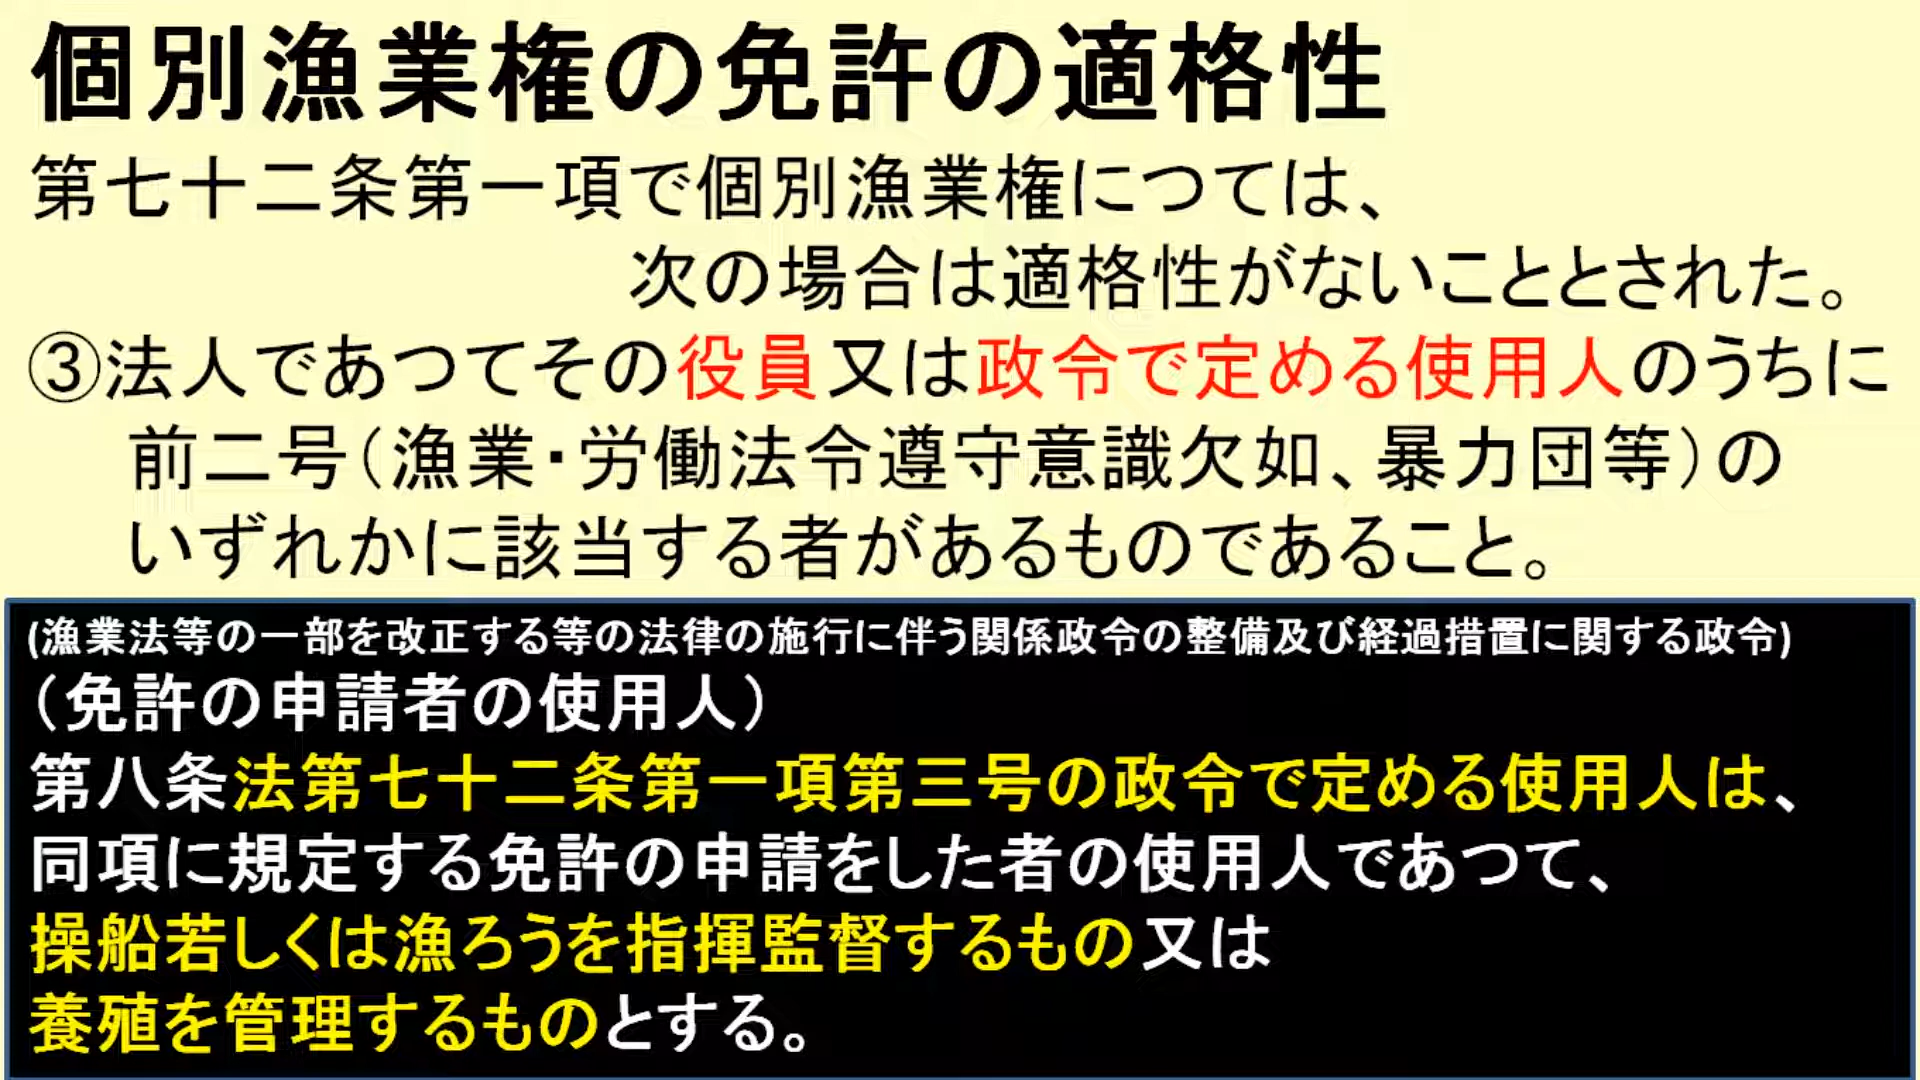 個別漁業権の免許の適格性
第七十二条第一項で個別漁業権につては、
次の場合は適格性がないこととされた。
③法人であつてその役員又は政令で定める使用人のうちに
前二号（漁業・労働法令遵守意識欠如、暴力団等）の
いずれかに該当する者があるものであること。
(漁業法等の一部を改正する等の法律の施行に伴う関係政令の整備及び経過措置に関する政令)
（免許の申請者の使用人）
第八条法第七十二条第一項第三号の政令で定める使用人は、
同項に規定する免許の申請をした者の使用人であつて、
操船若しくは漁ろうを指揮監督するもの又は
養殖を管理するものとする。